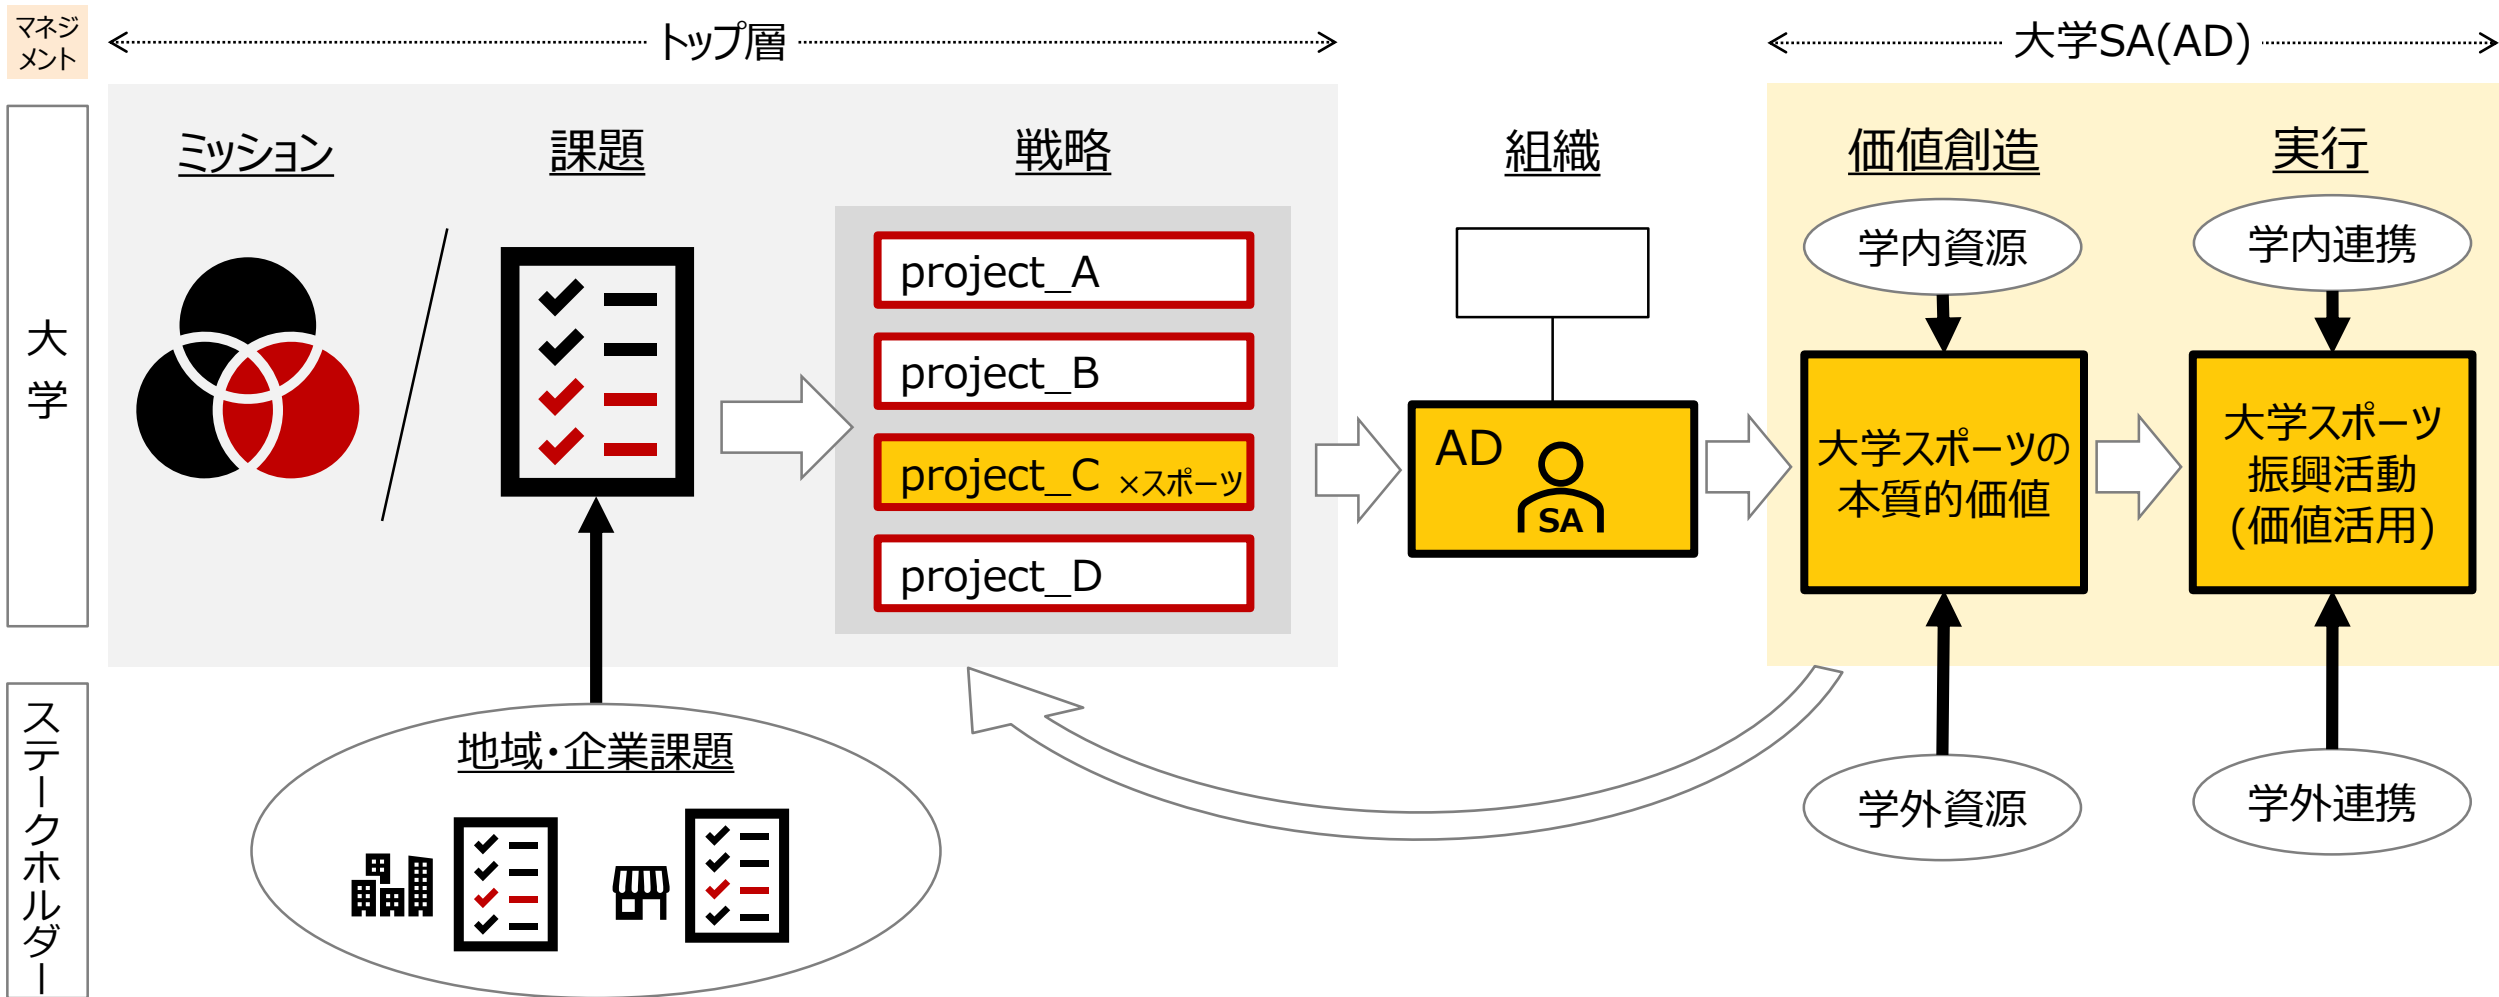 マネジ
メント
トップ層
大学SA(AD)
大学
ミッション
課題
戦略
組織
価値創造
実行
project_A
project_B
project_C ×スポーツ
project_D
AD
SA
学内資源
学内連携
大学スポーツの
本質的価値
大学スポーツ
振興活動
(価値活用)
ステークホルダー
地域・企業課題
学外資源
学外連携